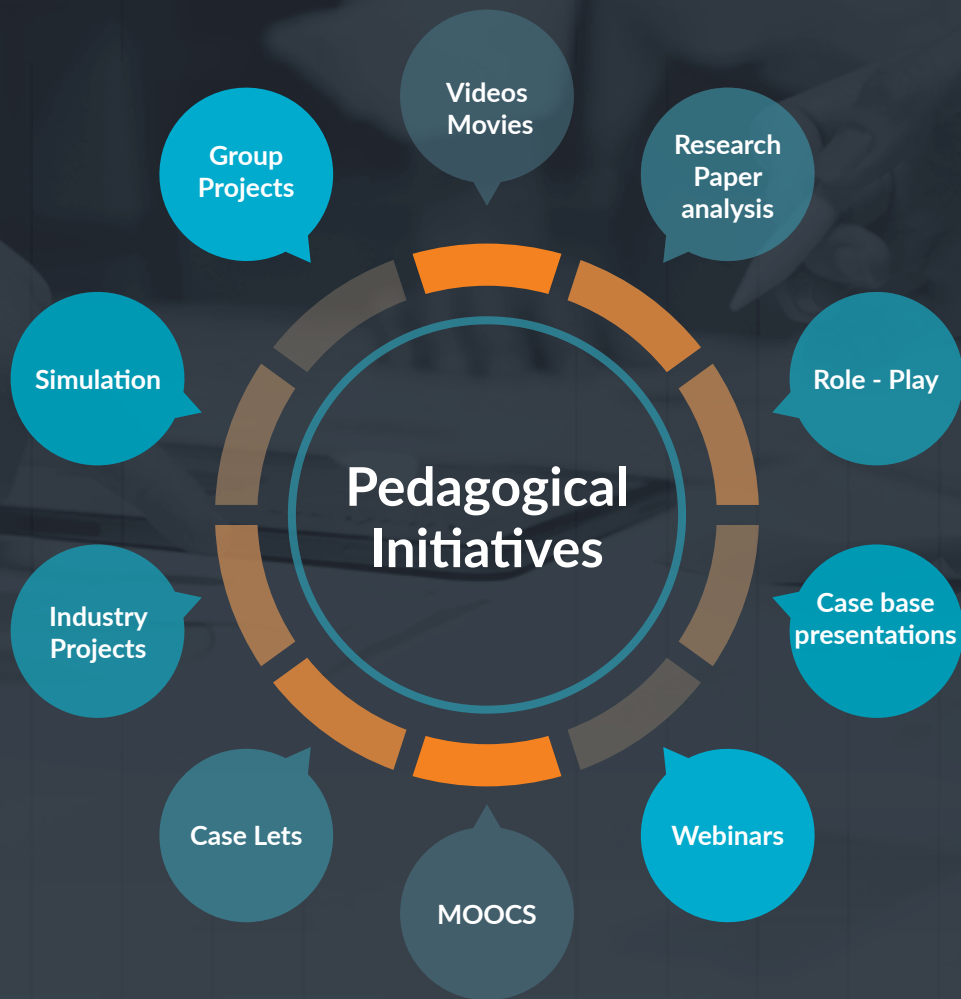 Videos
Movies
Research
Paper
analysis
Role - Play
Case base
presentations
Webinars
MOOCS
Case Lets
Industry
Projects
Simulation
Group
Projects
Pedagogical
Initiatives